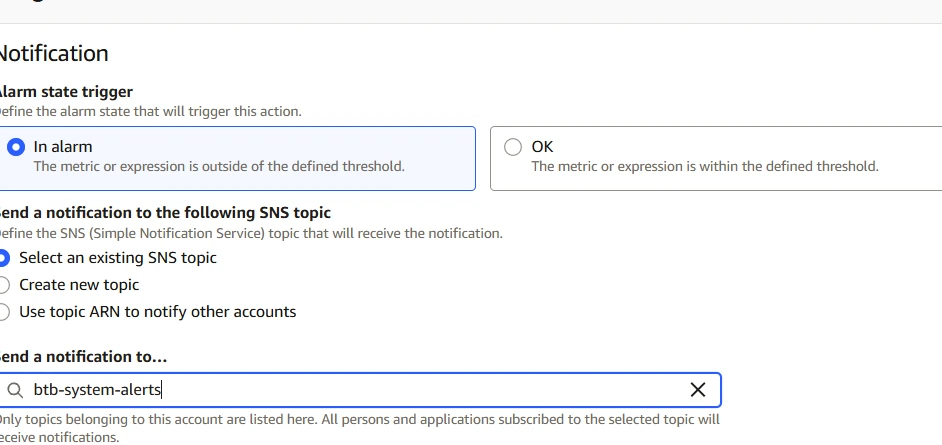 Notification
Alarm state trigger
Define the alarm state that will trigger this action.
In alarm
The metric or expression is outside of the defined threshold.
OK
The metric or expression is within the defined threshold.
Send a notification to the following SNS topic
Define the SNS (Simple Notification Service) topic that will receive the notification.
Select an existing SNS topic
Create new topic
Use topic ARN to notify other accounts
Send a notification to…
btb-system-alerts
Only topics belonging to this account are listed here. All persons and applications subscribed to the selected topic will
receive notifications.